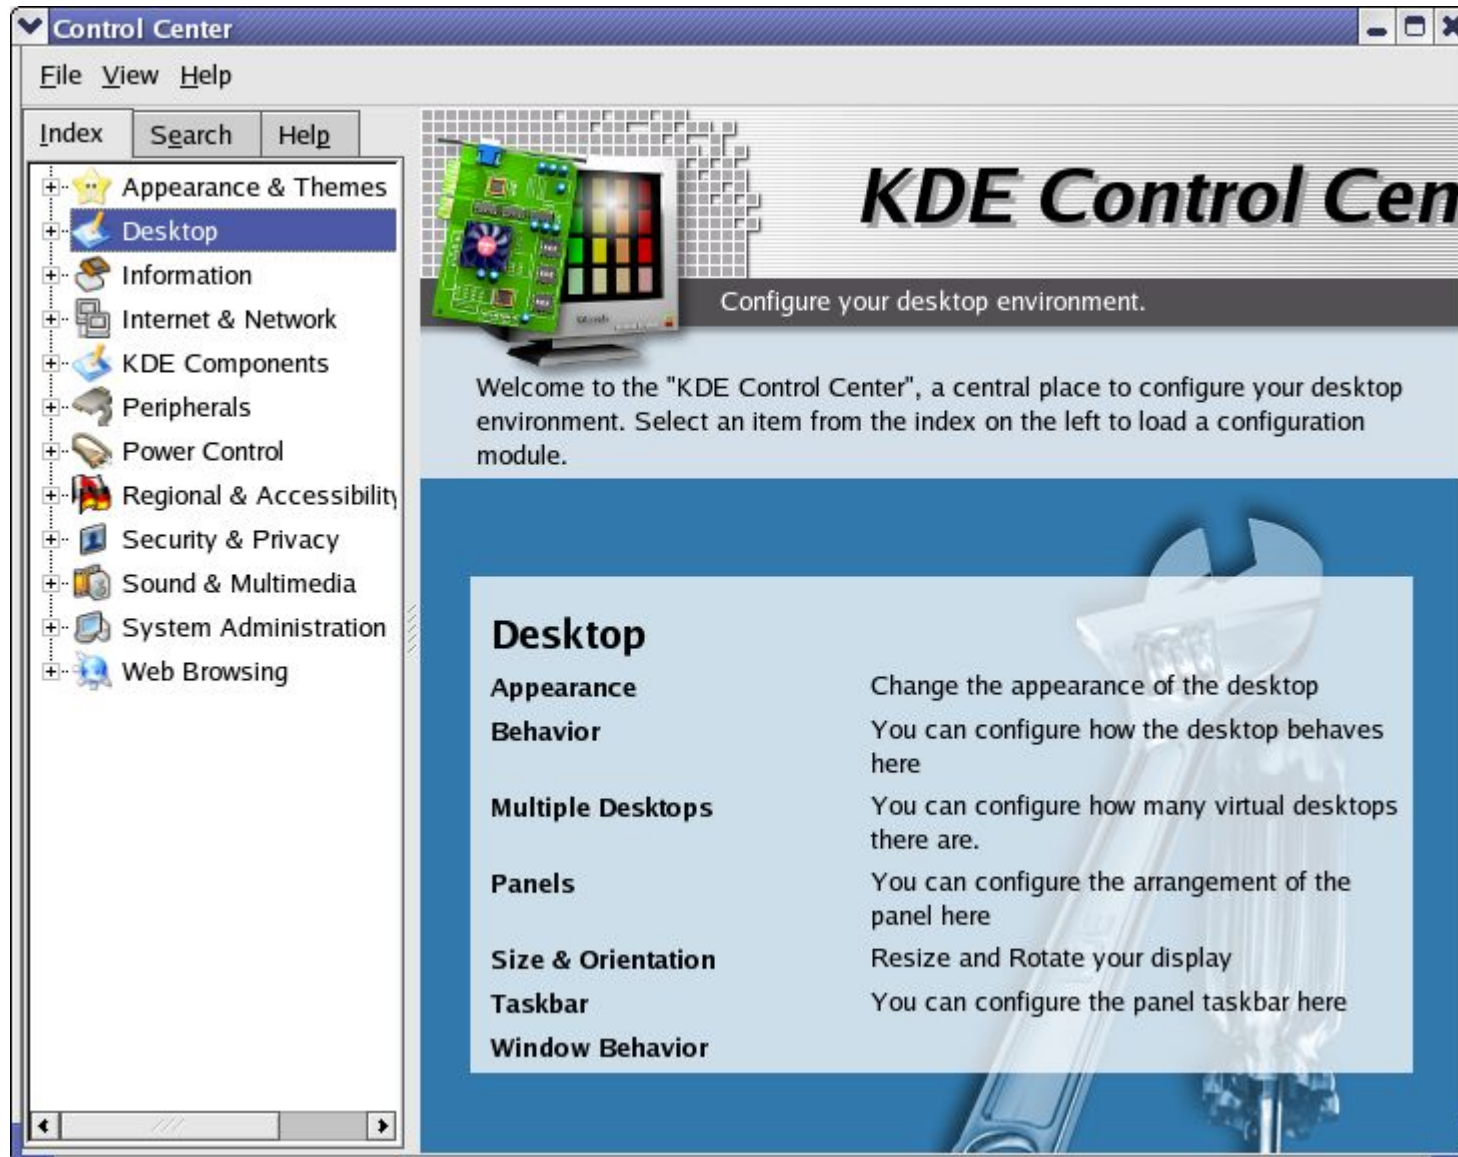 Control Center
File View Help
Index Search Help
Appearance & Themes
Desktop
Information
Internet & Network
KDE Components
Peripherals
Power Control
Regional & Accessibility
Security & Privacy
Sound & Multimedia
System Administration
Web Browsing
KDE Control Cen
Configure your desktop environment.
Welcome to the "KDE Control Center", a central place to configure your desktop
environment. Select an item from the index on the left to load a configuration
module.
Desktop
Appearance Change the appearance of the desktop
Behavior You can configure how the desktop behaves
here
Multiple Desktops You can configure how many virtual desktops
there are.
Panels You can configure the arrangement of the
panel here
Size & Orientation Resize and Rotate your display
Taskbar You can configure the panel taskbar here
Window Behavior